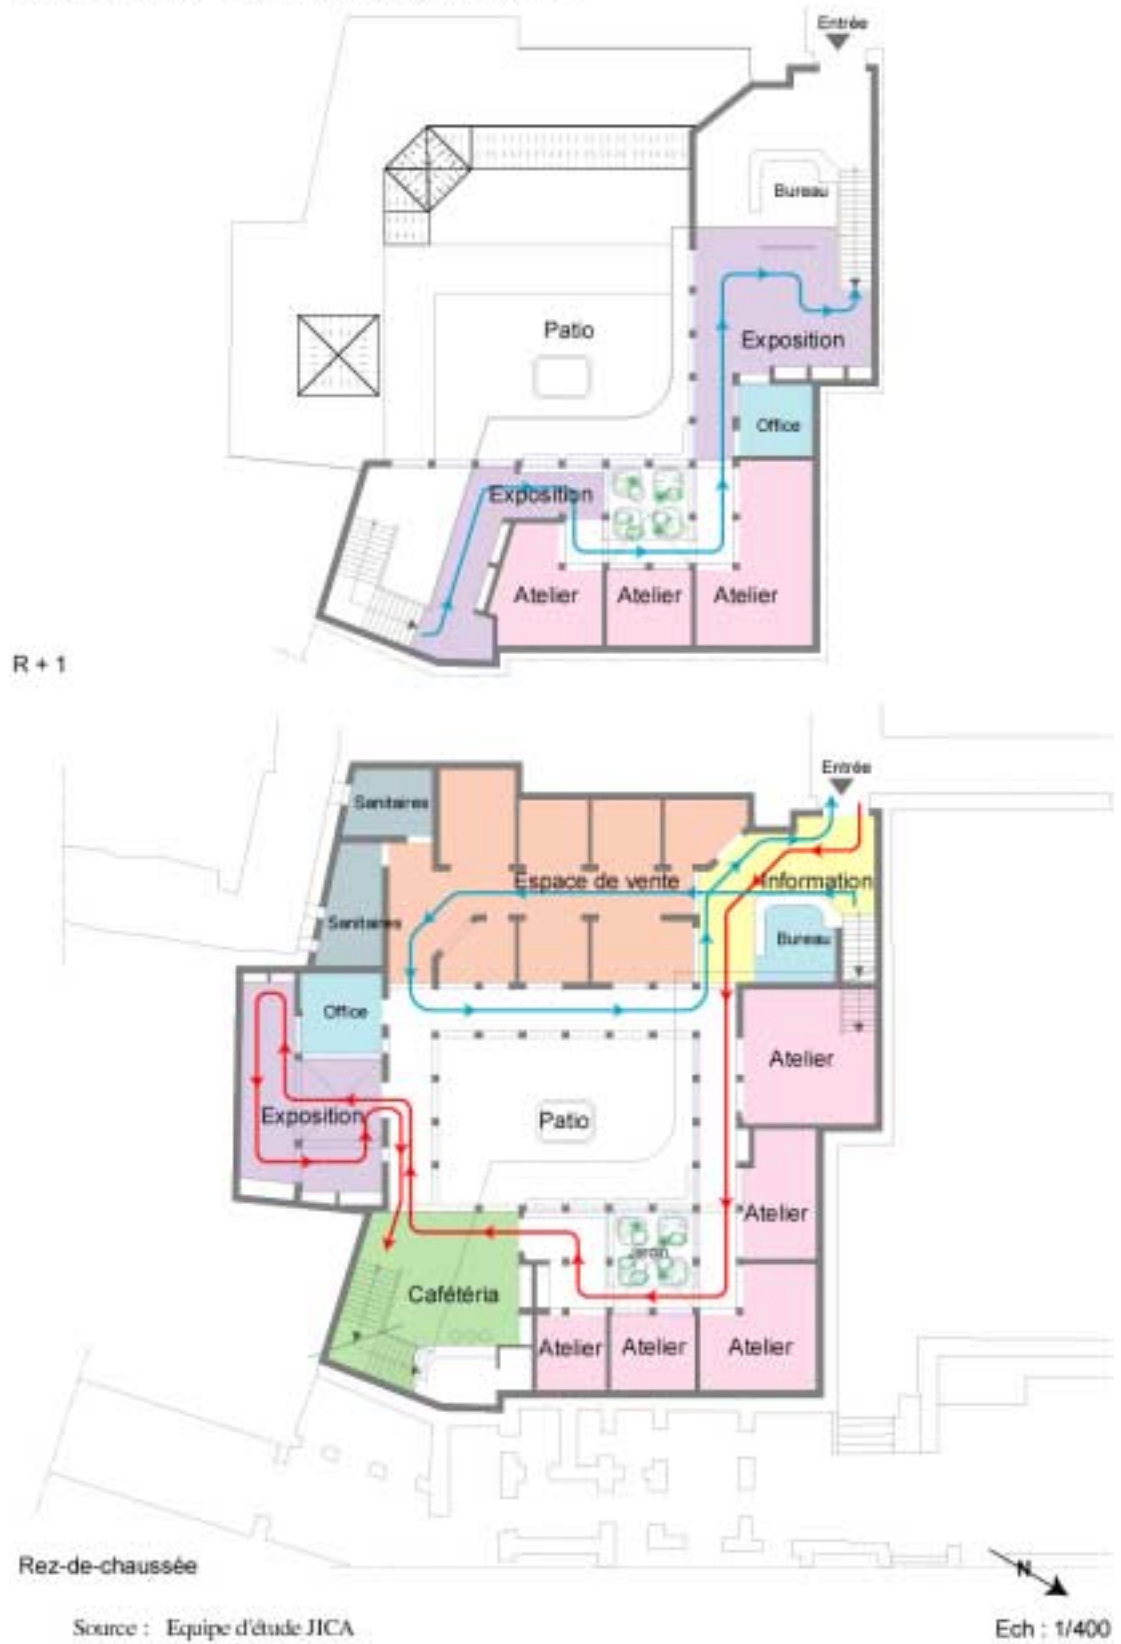 Entrée
Bureau
Patio
Exposition
Office
Exposition
Atelier
Atelier
Atelier
R + 1
Entrée
Sanitaires
Espace de vente
Information
Sanitaires
Bureau
Office
Atelier
Exposition
Patio
Atelier
Jardin
Cafétéria
Atelier
Atelier
Atelier
Rez-de-chaussée
N
Source : Equipe d'étude JICA
Ech : 1/400